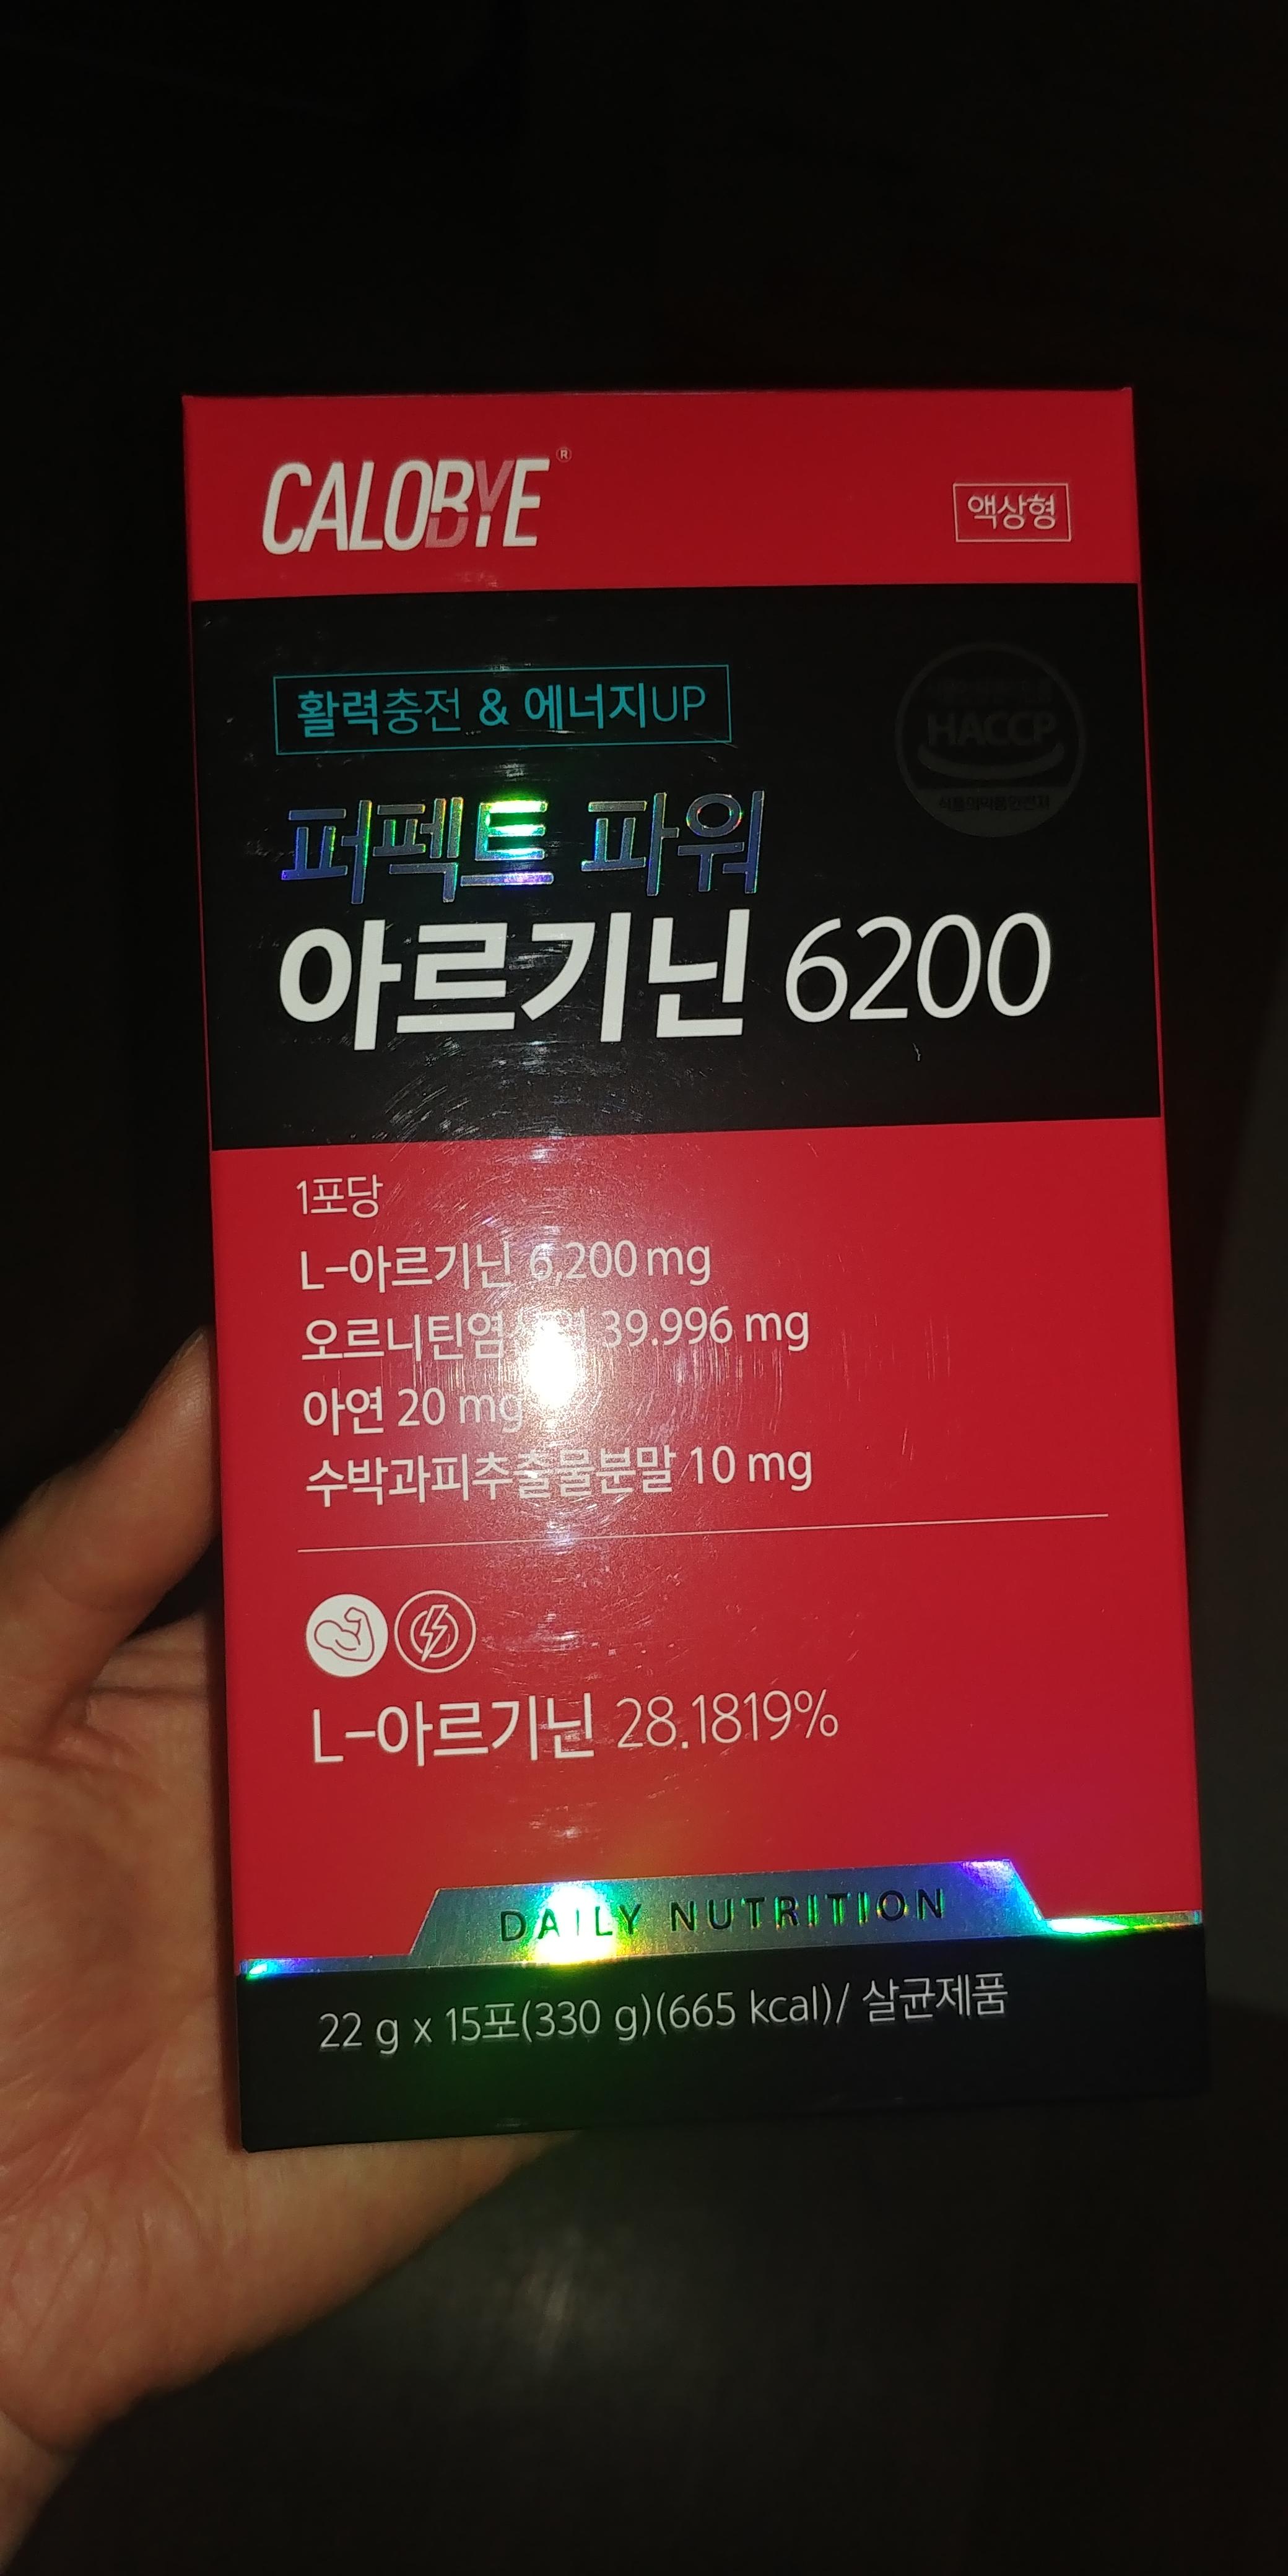 CALOBYE®
액상형
활력충전 & 에너지UP
HACCP
퍼펙트 파워
아르기닌 6200
1포당
L-아르기닌 6,200 mg
오르니틴염 39.996 mg
아연 20 mg
수박과피추출물분말 10 mg
L-아르기닌 28.1819%
DAILY NUTRITION
22 g x 15포(330 g)(665 kcal)/ 살균제품